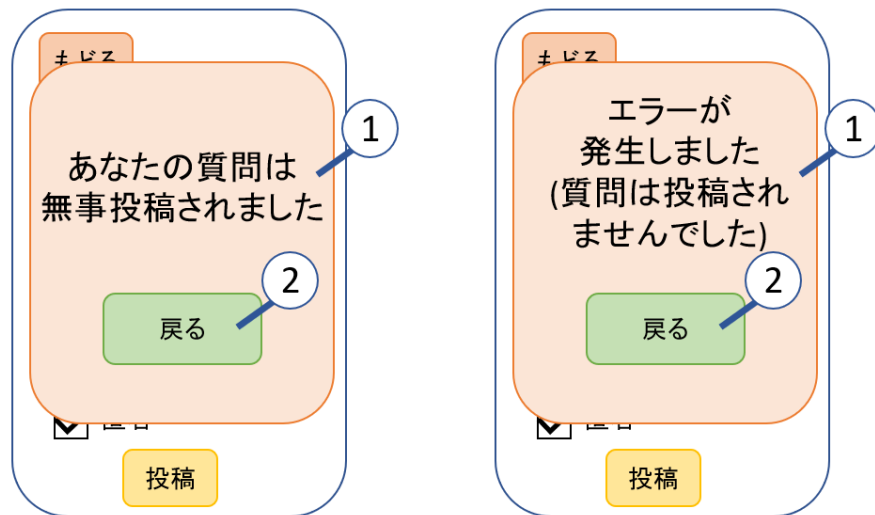 あなたの質問は
無事投稿されました
1
2
戻る
投稿
エラーが
発生しました
(質問は投稿され
ませんでした)
1
2
戻る
投稿